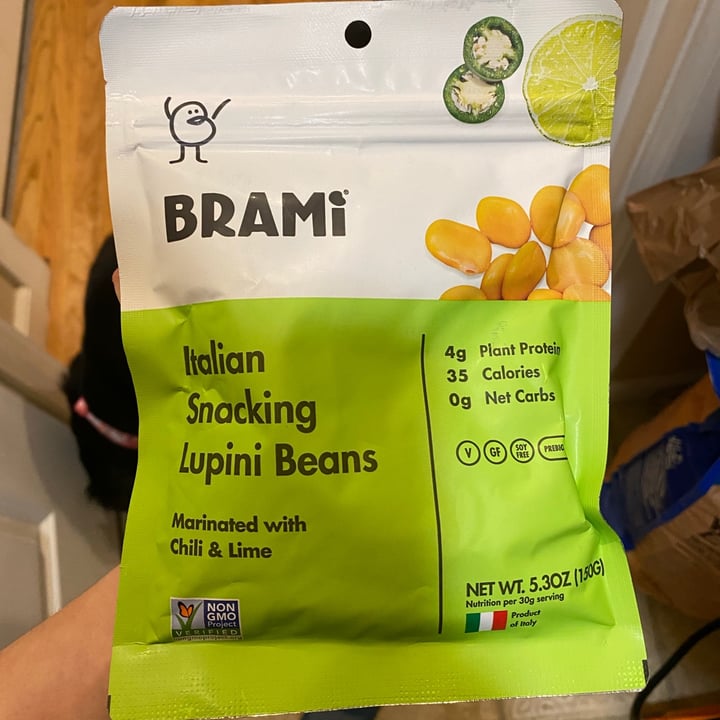 BRAMi
Italian
Snacking
Lupini Beans
Marinated with
Chili & Lime
NON
GMO
Project
VERIFIED
4g Plant Protein
35 Calories
0g Net Carbs
V GF SOY FREE PREBIO
NET WT. 5.3OZ (150G)
Nutrition per 30g serving
Product
of Italy